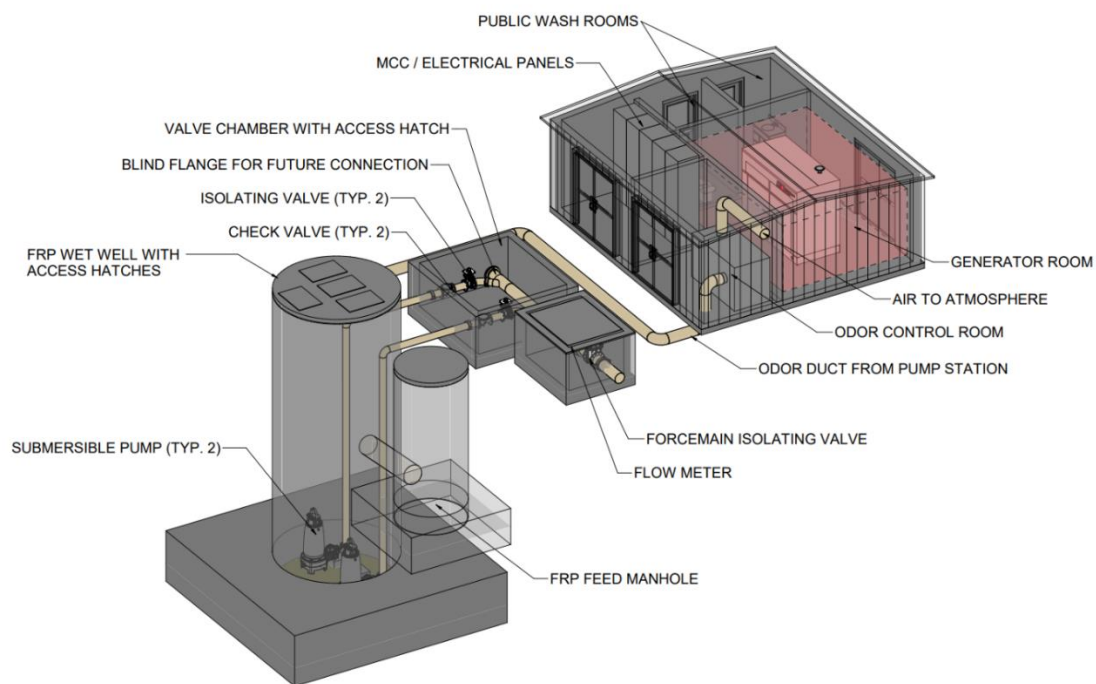 PUBLIC WASH ROOMS
MCC / ELECTRICAL PANELS
VALVE CHAMBER WITH ACCESS HATCH
BLIND FLANGE FOR FUTURE CONNECTION
ISOLATING VALVE (TYP. 2)
CHECK VALVE (TYP. 2)
FRP WET WELL WITH
ACCESS HATCHES
GENERATOR ROOM
AIR TO ATMOSPHERE
ODOR CONTROL ROOM
ODOR DUCT FROM PUMP STATION
SUBMERSIBLE PUMP (TYP. 2)
FORCEMAIN ISOLATING VALVE
FLOW METER
FRP FEED MANHOLE